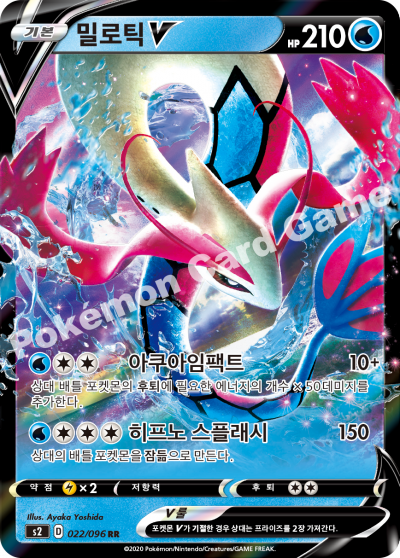 기본 밀로틱 V HP 210
Pokémon Card Game
아쿠아임팩트 10+
상대 배틀 포켓몬의 후퇴에 필요한 에너지의 개수 × 50데미지를
추가한다.
히프노 스플래시 150
상대의 배틀 포켓몬을 잠듦으로 만든다.
약점 ×2 저항력 후퇴
V 룰
포켓몬 V가 기절한 경우 상대는 프라이즈를 2장 가져간다.
Illus. Ayaka Yoshida
s2 D 022/096 RR
©2020 Pokémon/Nintendo/Creatures/GAME FREAK.